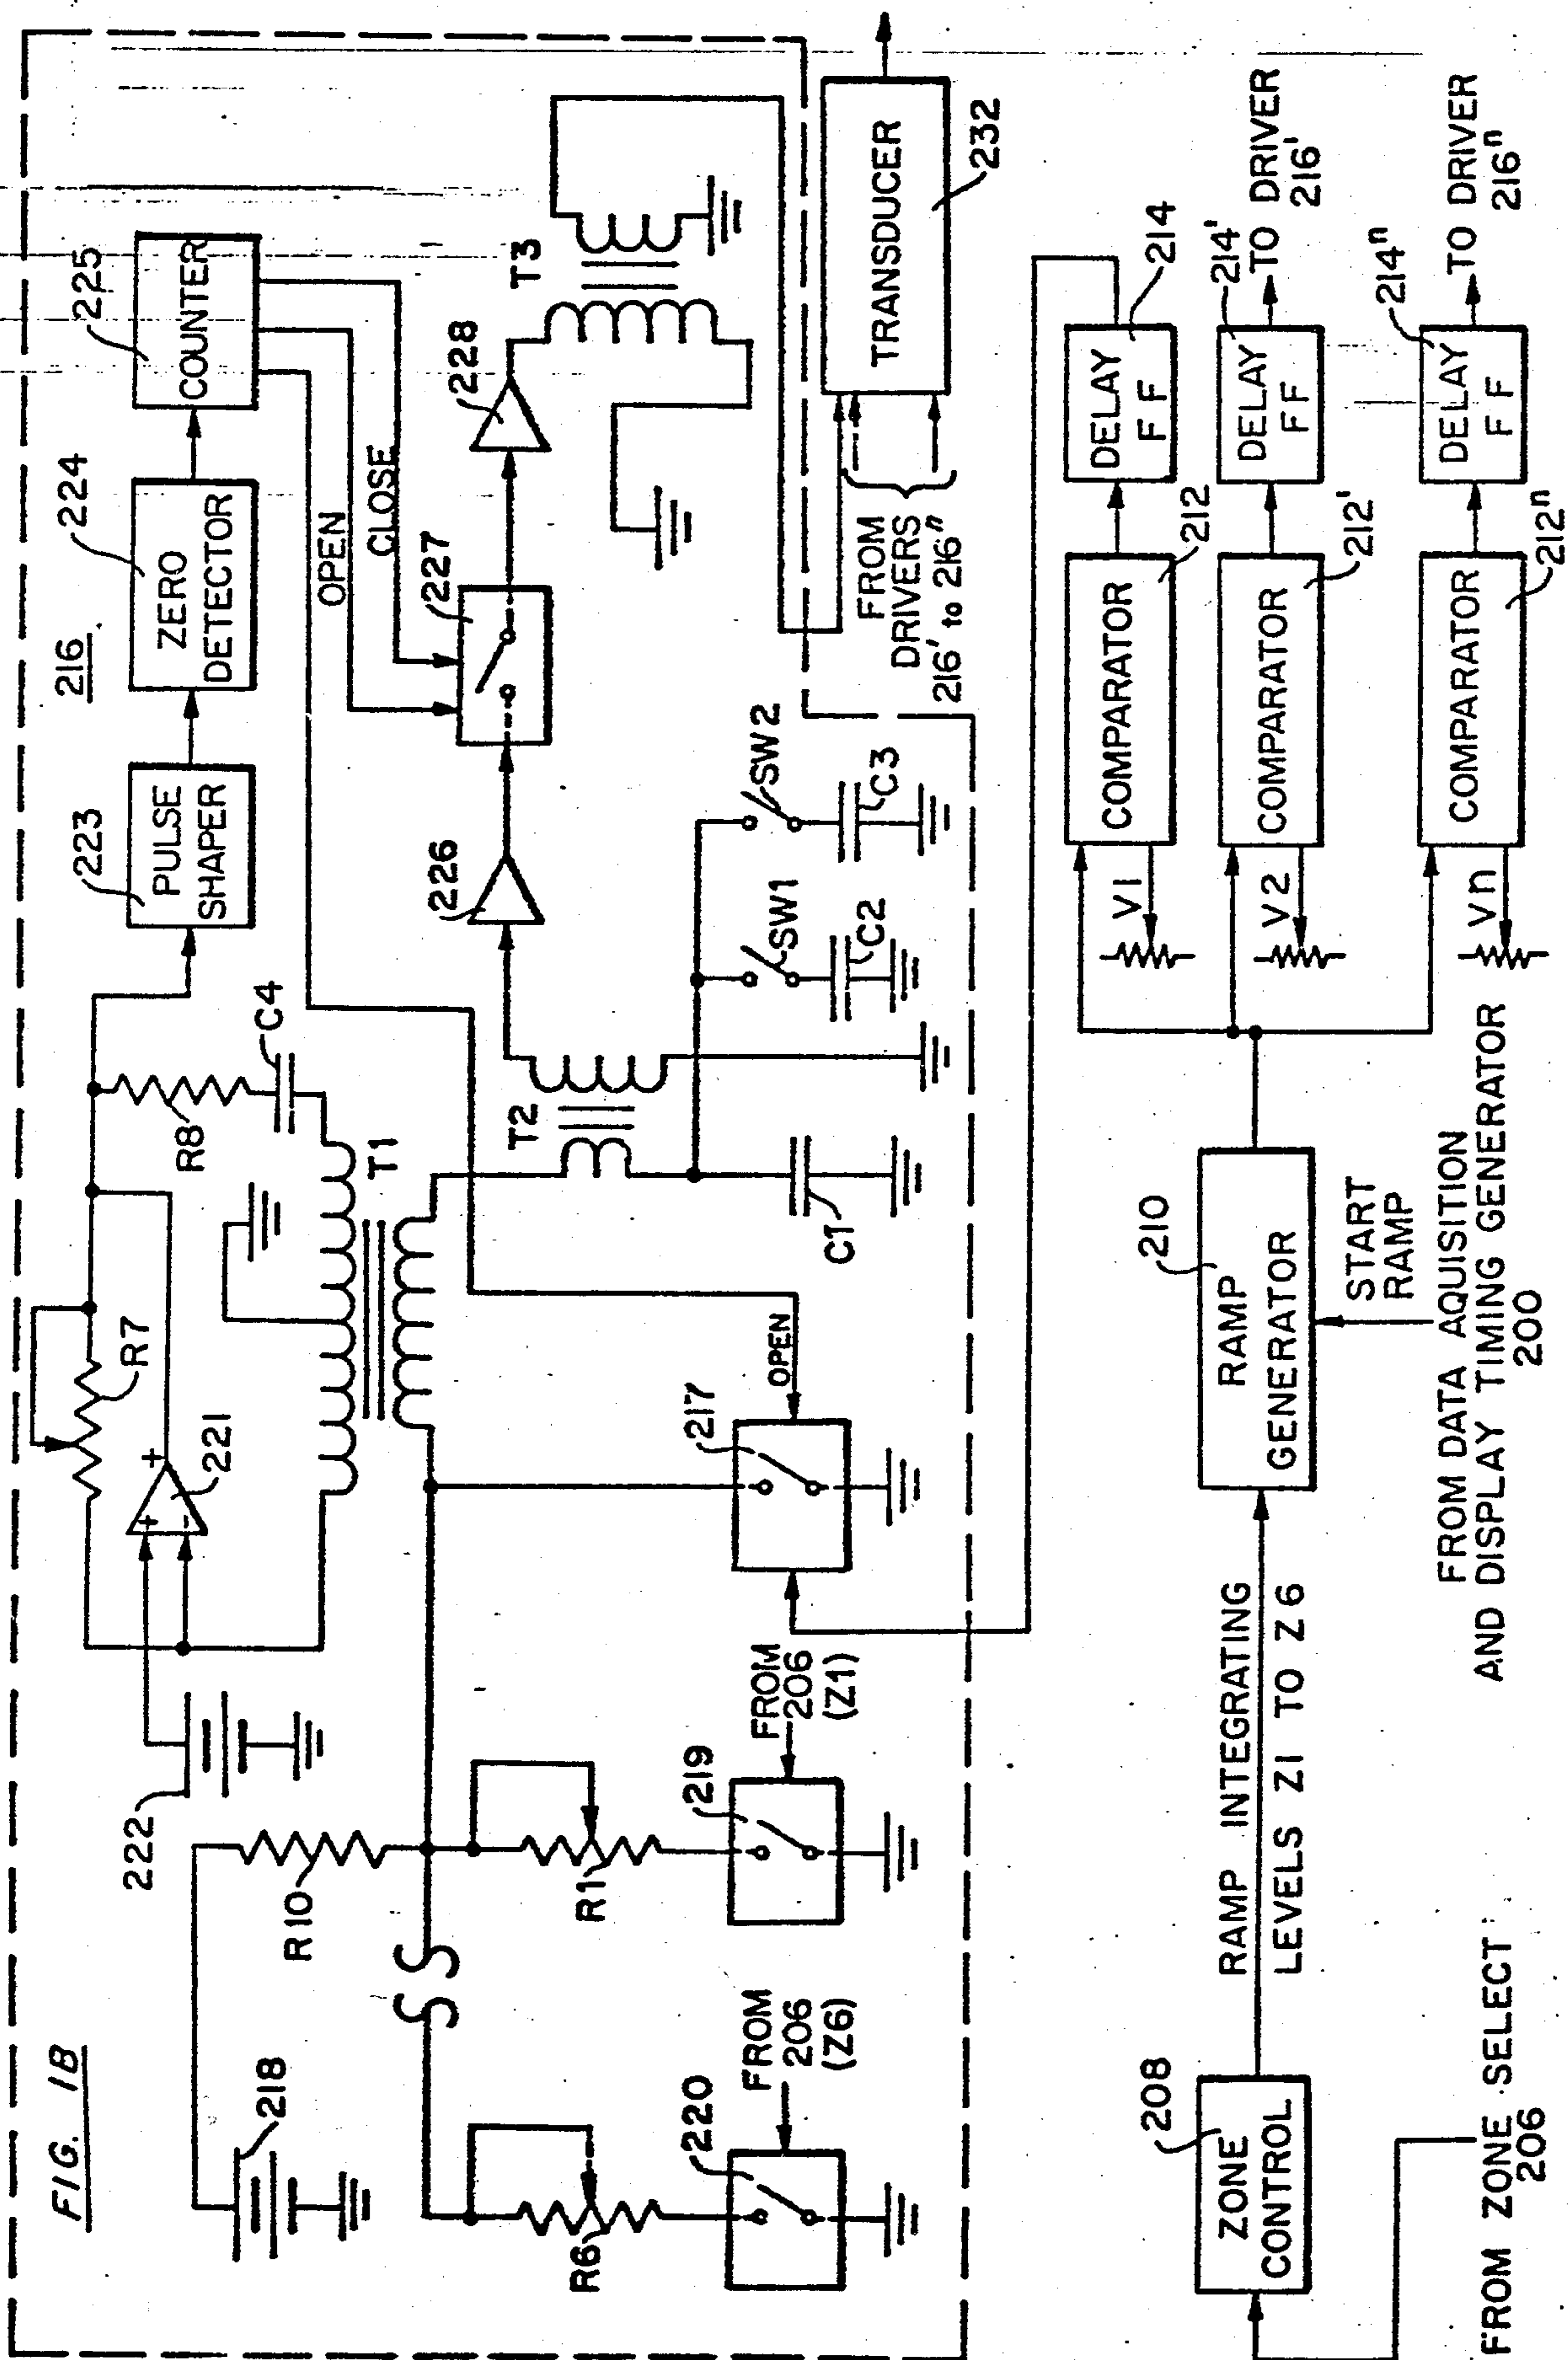 FIG. 1B
218
222
R10
R7
221
+
-
+
R8
C4
T1
223
PULSE
SHAPER
216
224
ZERO
DETECTOR
225
COUNTER
OPEN
CLOSE
R6
220
FROM
206
(Z6)
R1
219
FROM
206
(Z1)
217
OPEN
C1
T2
226
SW1
C2
SW2
C3
227
228
T3
FROM
DRIVERS
216' to 216"
TRANSDUCER
232
208
ZONE
CONTROL
FROM ZONE SELECT
206
RAMP INTEGRATING
LEVELS Z1 TO Z6
210
RAMP
GENERATOR
START
RAMP
FROM DATA AQUISITION
AND DISPLAY TIMING GENERATOR
200
V1
COMPARATOR
212
DELAY
FF
214
V2
COMPARATOR
212'
DELAY
FF
214'
TO DRIVER
216'
Vn
COMPARATOR
212n
DELAY
FF
214n
TO DRIVER
216n